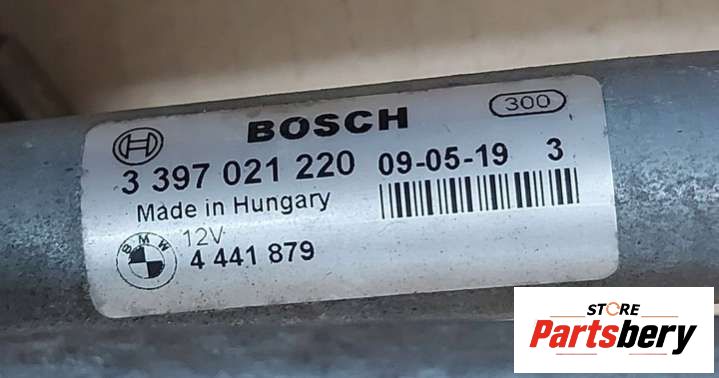 BOSCH 300
3 397 021 220 09-05-19 3
Made in Hungary
BMW 12V
4 441 879
STORE
Partsbery